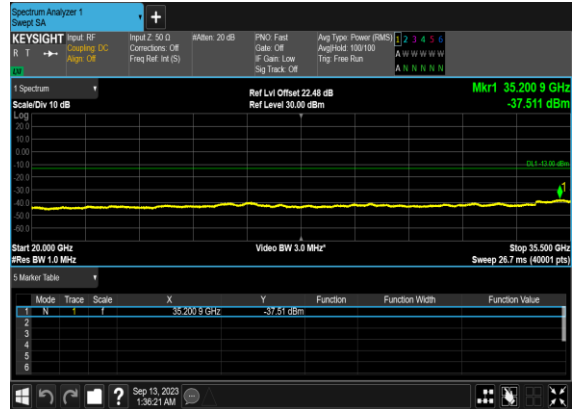 Spectrum Analyzer 1
Swept SA
+
KEYSIGHT Input: RF Input Z: 50 Ω #Atten: 20 dB PNO: Fast Avg Type: Power (RMS) 1 2 3 4 5 6
R T Coupling: DC Corrections: Off Gate: Off Avg|Hold: 100/100 A W W W W W
Align: Off Freq Ref: Int (S) IF Gain: Low Trig: Free Run
Sig Track: Off A N N N N N
1 Spectrum Ref Lvl Offset 22.48 dB Mkr1 35.200 9 GHz
Scale/Div 10 dB Ref Level 30.00 dBm -37.511 dBm
Log
20.0
10.0
0.00
-10.0 DL1 -13.00 dBm
-20.0
-30.0 1
-40.0
-50.0
-60.0
Start 20.000 GHz Video BW 3.0 MHz* Stop 35.500 GHz
#Res BW 1.0 MHz Sweep 26.7 ms (40001 pts)
5 Marker Table
Mode Trace Scale X Y Function Function Width Function Value
1 N 1 f 35.200 9 GHz -37.51 dBm
2
3
4
5
6
? Sep 13, 2023
1:36:21 AM